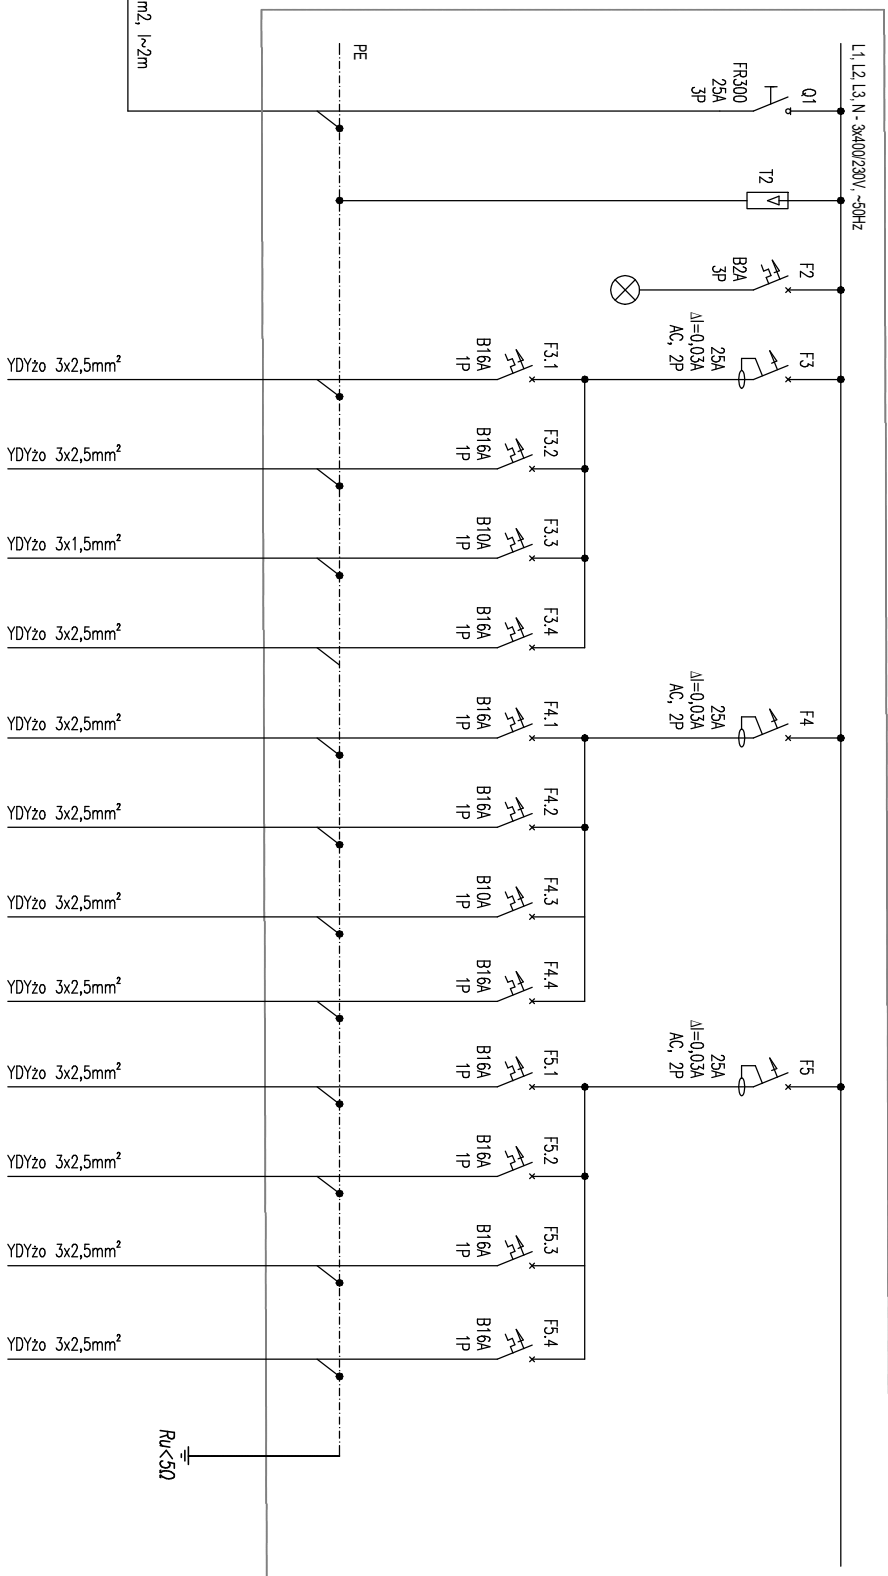 L1, L2, L3, N - 3x400/230V, ~50Hz
Q1
FR300
25A
3P
T2
F2
B2A
3P
F3
25A
ΔI=0,03A
AC, 2P
F4
25A
ΔI=0,03A
AC, 2P
F5
25A
ΔI=0,03A
AC, 2P
F3.1
B16A
1P
F3.2
B16A
1P
F3.3
B10A
1P
F3.4
B16A
1P
F4.1
B16A
1P
F4.2
B16A
1P
F4.3
B10A
1P
F4.4
B16A
1P
F5.1
B16A
1P
F5.2
B16A
1P
F5.3
B16A
1P
F5.4
B16A
1P
PE
m2, l~2m
YDYżo 3x2,5mm²
YDYżo 3x2,5mm²
YDYżo 3x1,5mm²
YDYżo 3x2,5mm²
YDYżo 3x2,5mm²
YDYżo 3x2,5mm²
YDYżo 3x2,5mm²
YDYżo 3x2,5mm²
YDYżo 3x2,5mm²
YDYżo 3x2,5mm²
YDYżo 3x2,5mm²
YDYżo 3x2,5mm²
Ru<5Ω